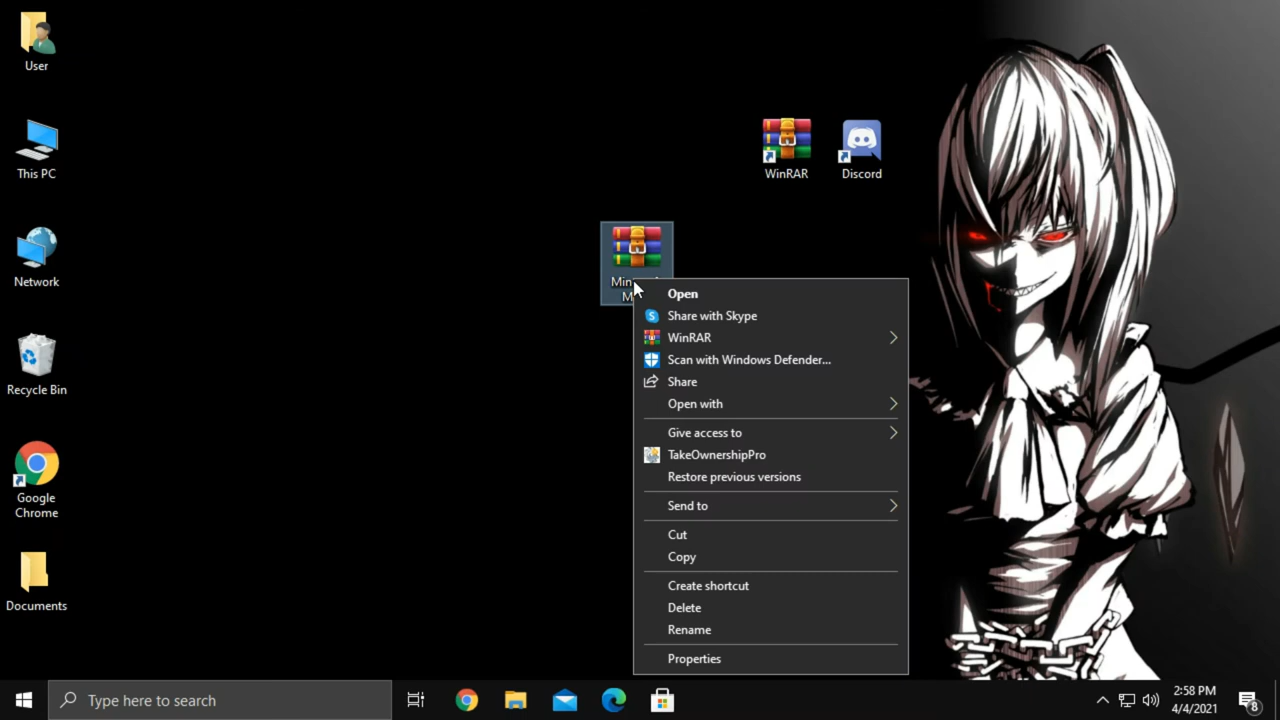 User
This PC
Network
Recycle Bin
Google
Chrome
Documents
WinRAR
Discord
Open
Share with Skype
WinRAR
Scan with Windows Defender...
Share
Open with
Give access to
TakeOwnershipPro
Restore previous versions
Send to
Cut
Copy
Create shortcut
Delete
Rename
Properties
Type here to search
2:58 PM
4/4/2021
8